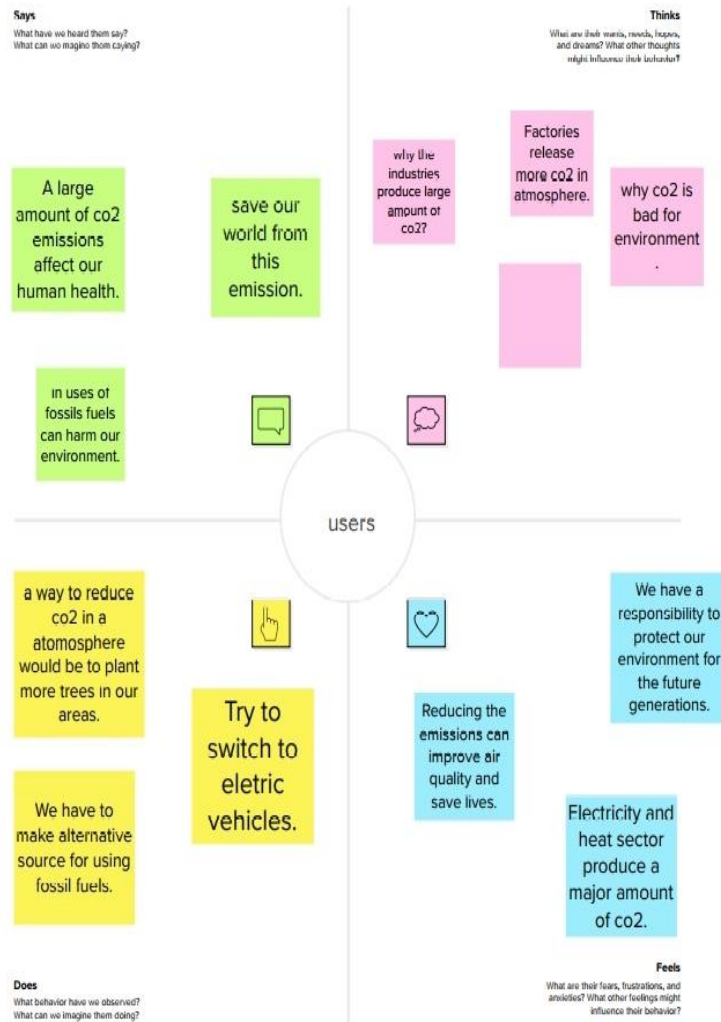 Says
What have we heard them say?
What can we magino thom caying?
Thinks
What are their wants, needs, hopes,
and dreams? What other thoughts
might influence their behavior?
A large
amount of co2
emissions
affect our
human health.
save our
world from
this
emission.
in uses of
fossils fuels
can harm our
environment.
why the
industries
produce large
amount of
co2?
Factories
release
more co2 in
atmosphere.
why co2 is
bad for
environment
.
users
a way to reduce
co2 in a
atomosphere
would be to plant
more trees in our
areas.
Try to
switch to
eletric
vehicles.
We have to
make alternative
source for using
fossil fuels.
We have a
responsibility to
protect our
environment for
the future
generations.
Reducing the
emissions can
improve air
quality and
save lives.
Electricity and
heat sector
produce a
major amount
of co2.
Does
What behavior have we observed?
What can we imagine them doing?
Feels
What are their fears, frustrations, and
anxieties? What other feelings might
influence their behavior?